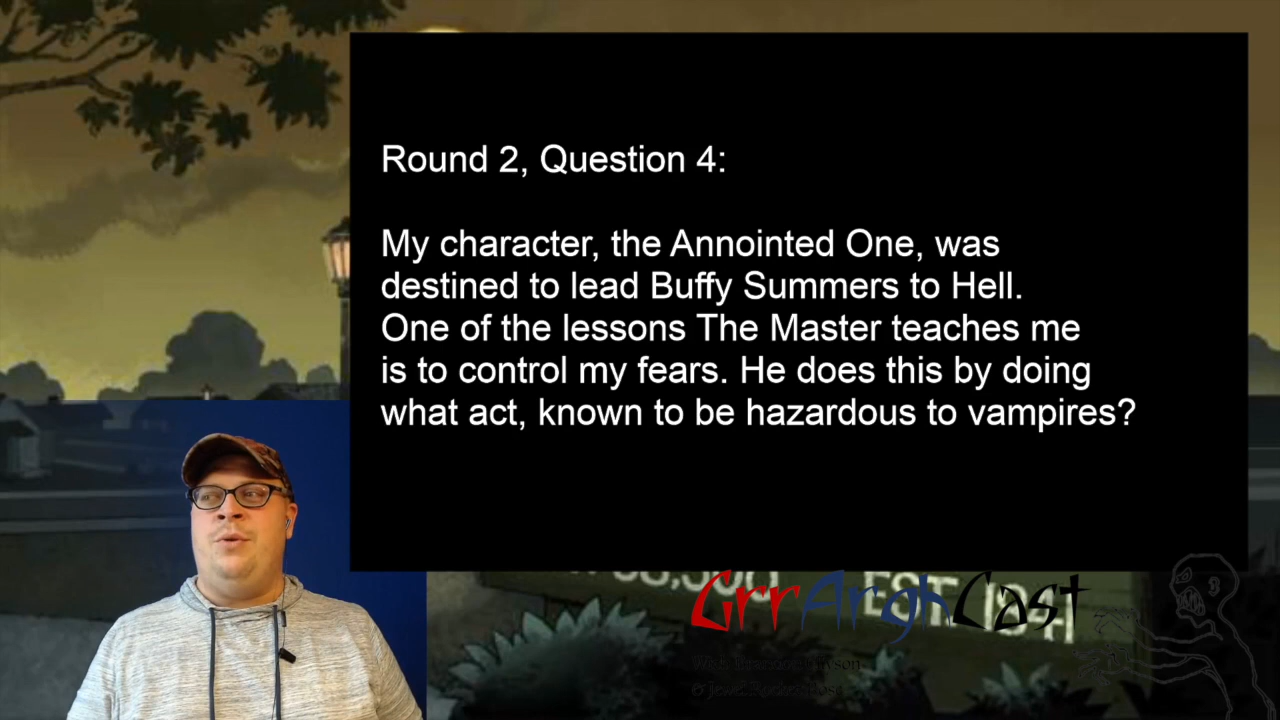 Round 2, Question 4:
My character, the Annointed One, was
destined to lead Buffy Summers to Hell.
One of the lessons The Master teaches me
is to control my fears. He does this by doing
what act, known to be hazardous to vampires?
EST. 1941
GrrArghCast